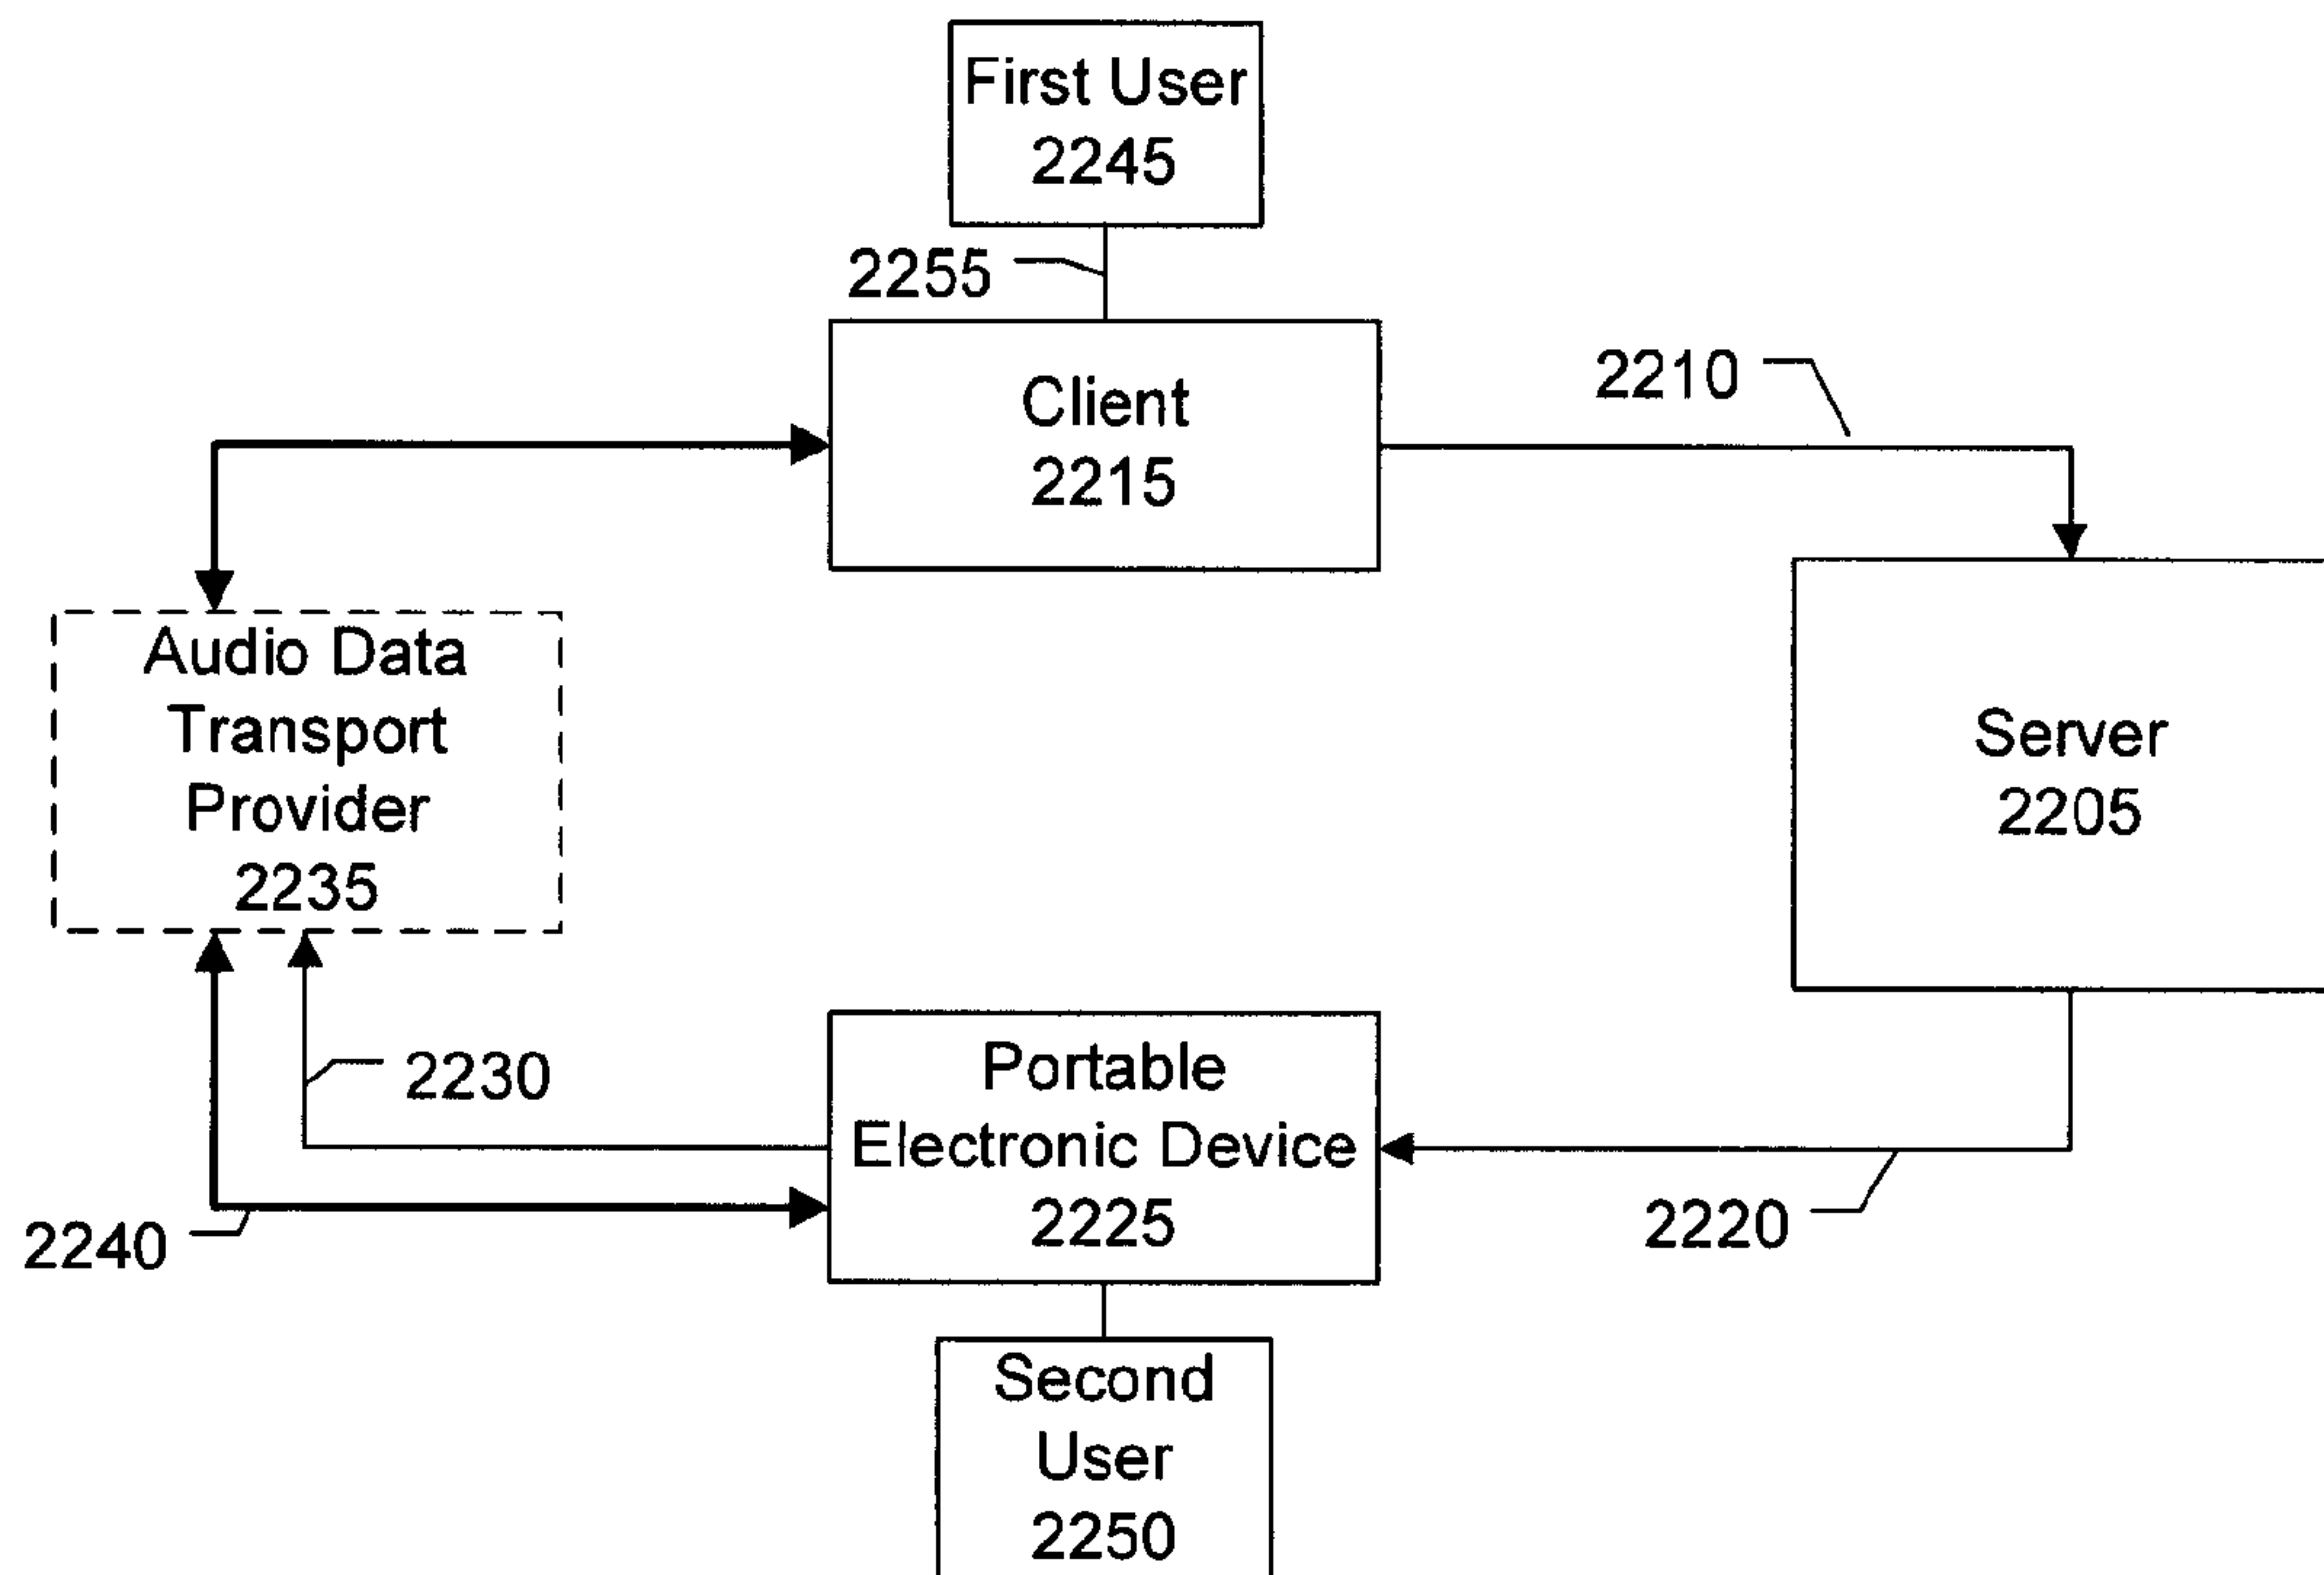 First User
2245
2255
Client
2215
2210
Audio Data
Transport
Provider
2235
Server
2205
2230
Portable
Electronic Device
2225
2240
2220
Second
User
2250